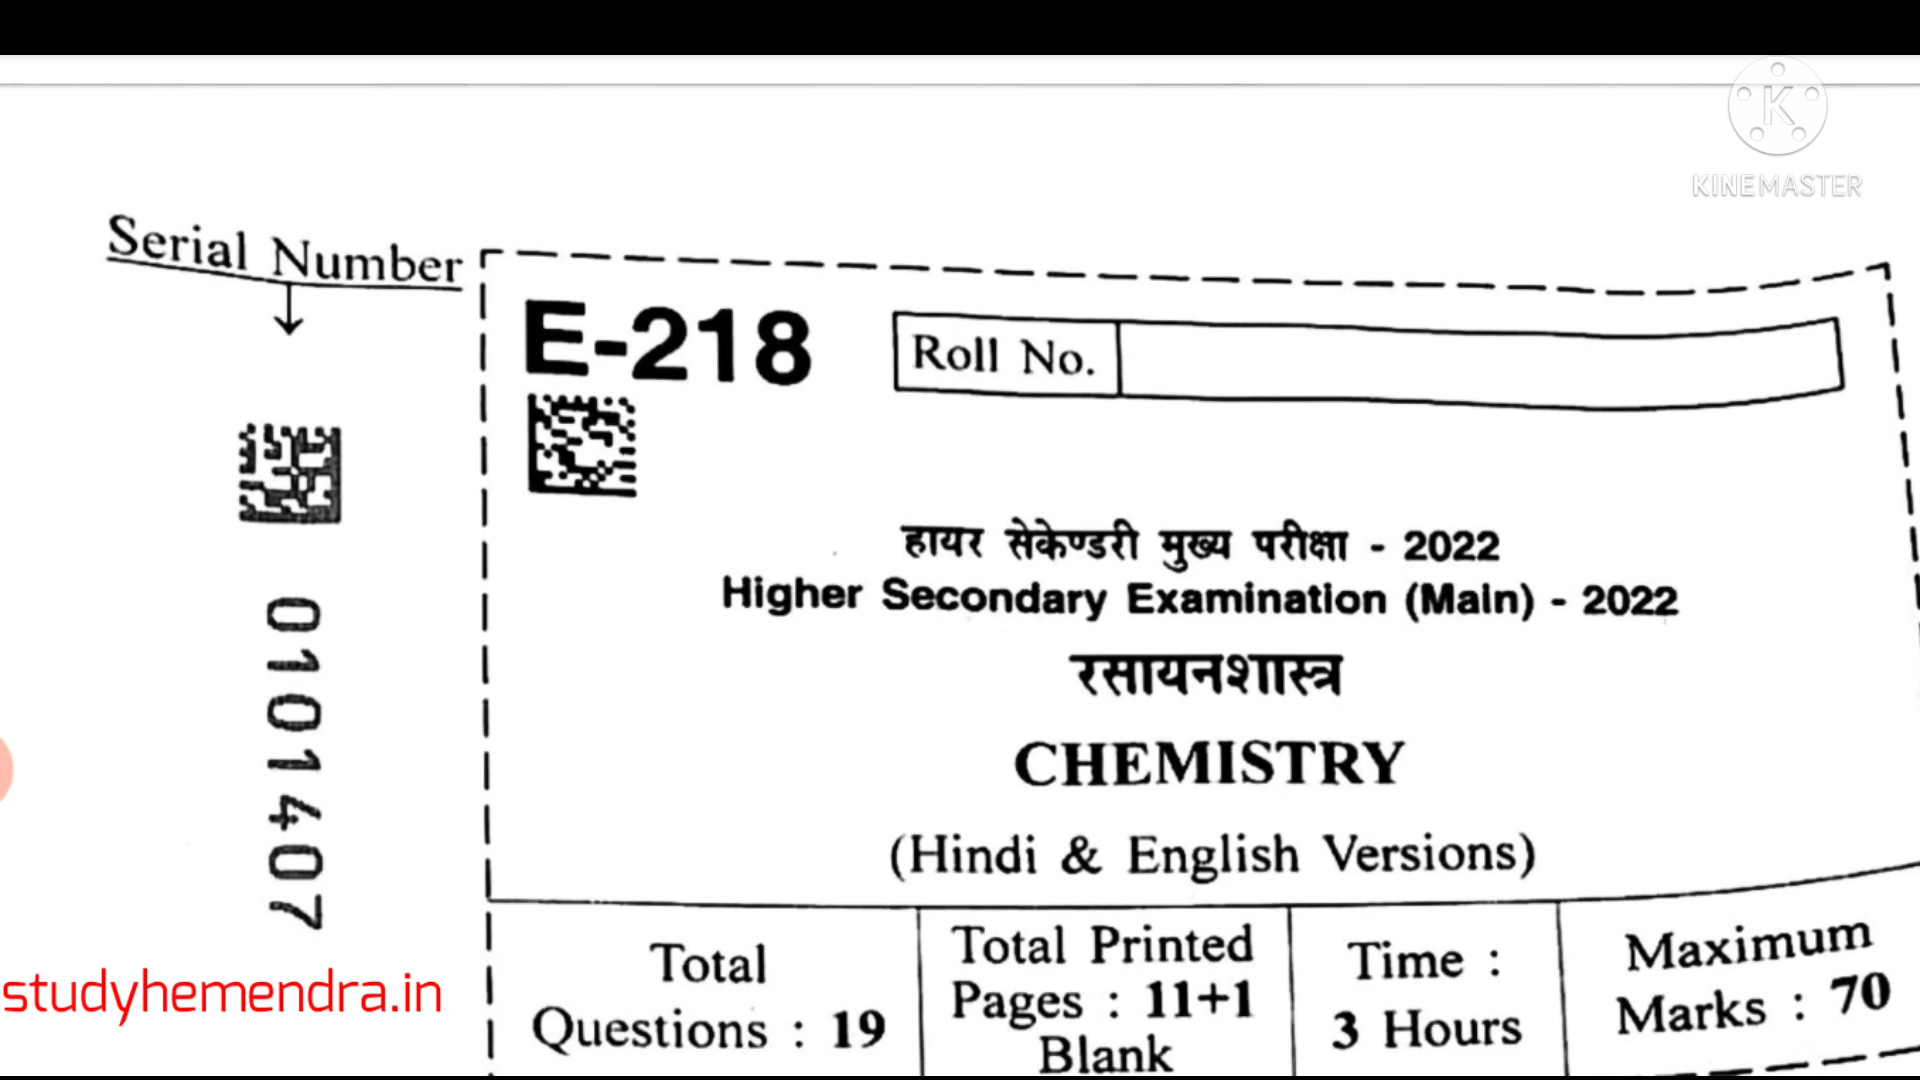 KINEMASTER
Serial Number
E-218
Roll No.
हायर सेकेण्डरी मुख्य परीक्षा - 2022
Higher Secondary Examination (Main) - 2022
रसायनशास्त्र
CHEMISTRY
(Hindi & English Versions)
0101407
Total
Questions : 19
Total Printed
Pages : 11+1
Blank
Time :
3 Hours
Maximum
Marks : 70
studyhemendra.in